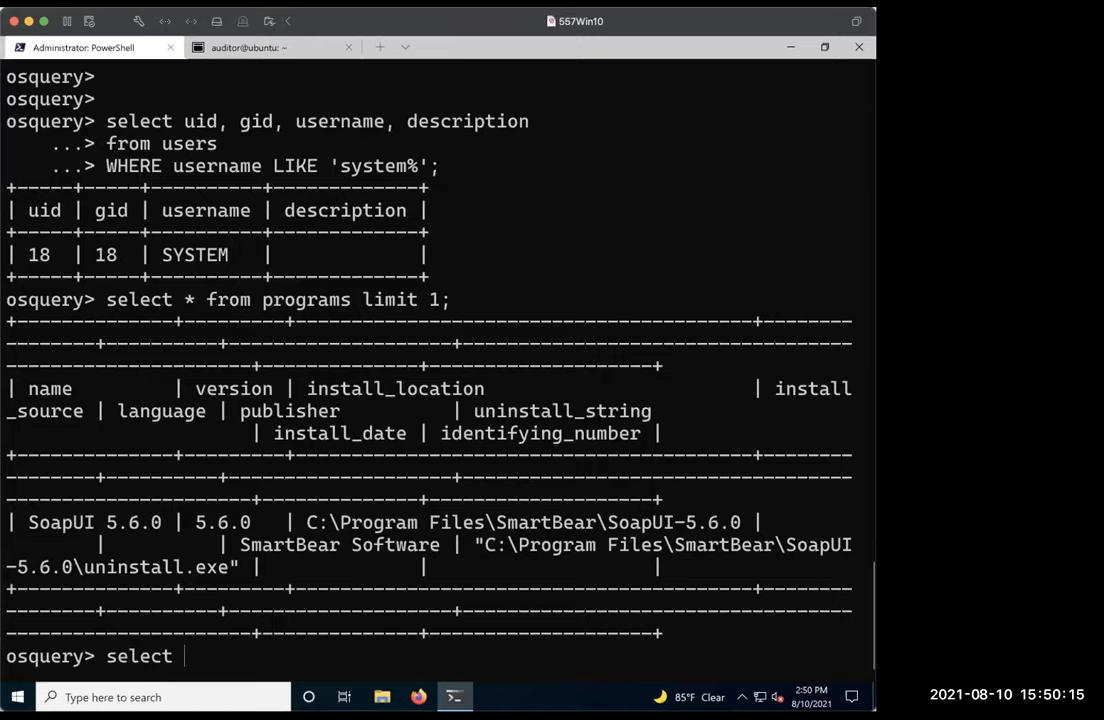 557Win10
Administrator: PowerShell
auditor@ubuntu: ~
osquery>
osquery>
osquery> select uid, gid, username, description
...> from users
...> WHERE username LIKE 'system%';
+-----+-----+----------+-------------+
| uid | gid | username | description |
+-----+-----+----------+-------------+
| 18 | 18 | SYSTEM | |
+-----+-----+----------+-------------+
osquery> select * from programs limit 1;
+--------------+---------+-----------------------------------------+--------
--------+----------+--------------------+-----------------------------------
----------------------+--------------+--------------------+
| name | version | install_location | install
_source | language | publisher | uninstall_string
| install_date | identifying_number |
+--------------+---------+-----------------------------------------+--------
--------+----------+--------------------+-----------------------------------
----------------------+--------------+--------------------+
| SoapUI 5.6.0 | 5.6.0 | C:\Program Files\SmartBear\SoapUI-5.6.0 |
| | SmartBear Software | "C:\Program Files\SmartBear\SoapUI
-5.6.0\uninstall.exe" | | |
+--------------+---------+-----------------------------------------+--------
--------+----------+--------------------+-----------------------------------
----------------------+--------------+--------------------+
osquery> select
Type here to search
85°F Clear
2:50 PM
8/10/2021
2021-08-10 15:50:15